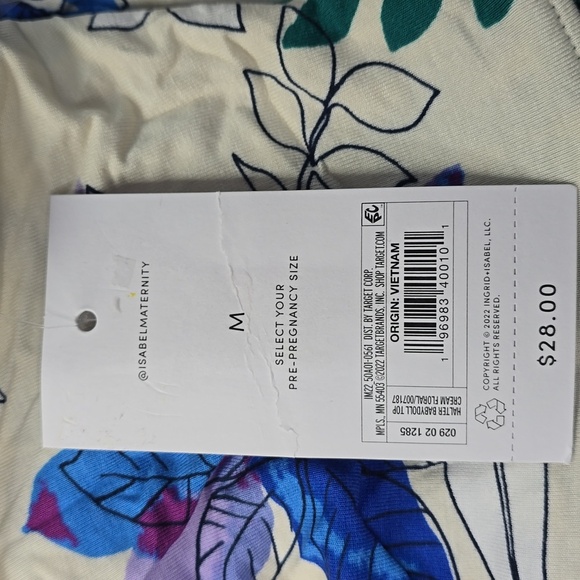 @ISABELMATERNITY
M
SELECT YOUR
PRE-PREGNANCY SIZE
IM22 50A01-0561 DIST. BY TARGET CORP.
MPLS, MN 55403 ©2022 TARGETBRANDS, INC. SHOP TARGET.COM
ORIGIN: VIETNAM
1 96983 40010 1
HALTER BABYDOLL TOP
CREAM FLORAL/007187
029 02 1285
COPYRIGHT © 2022 INGRID+ISABEL, LLC.
ALL RIGHTS RESERVED.
$28.00